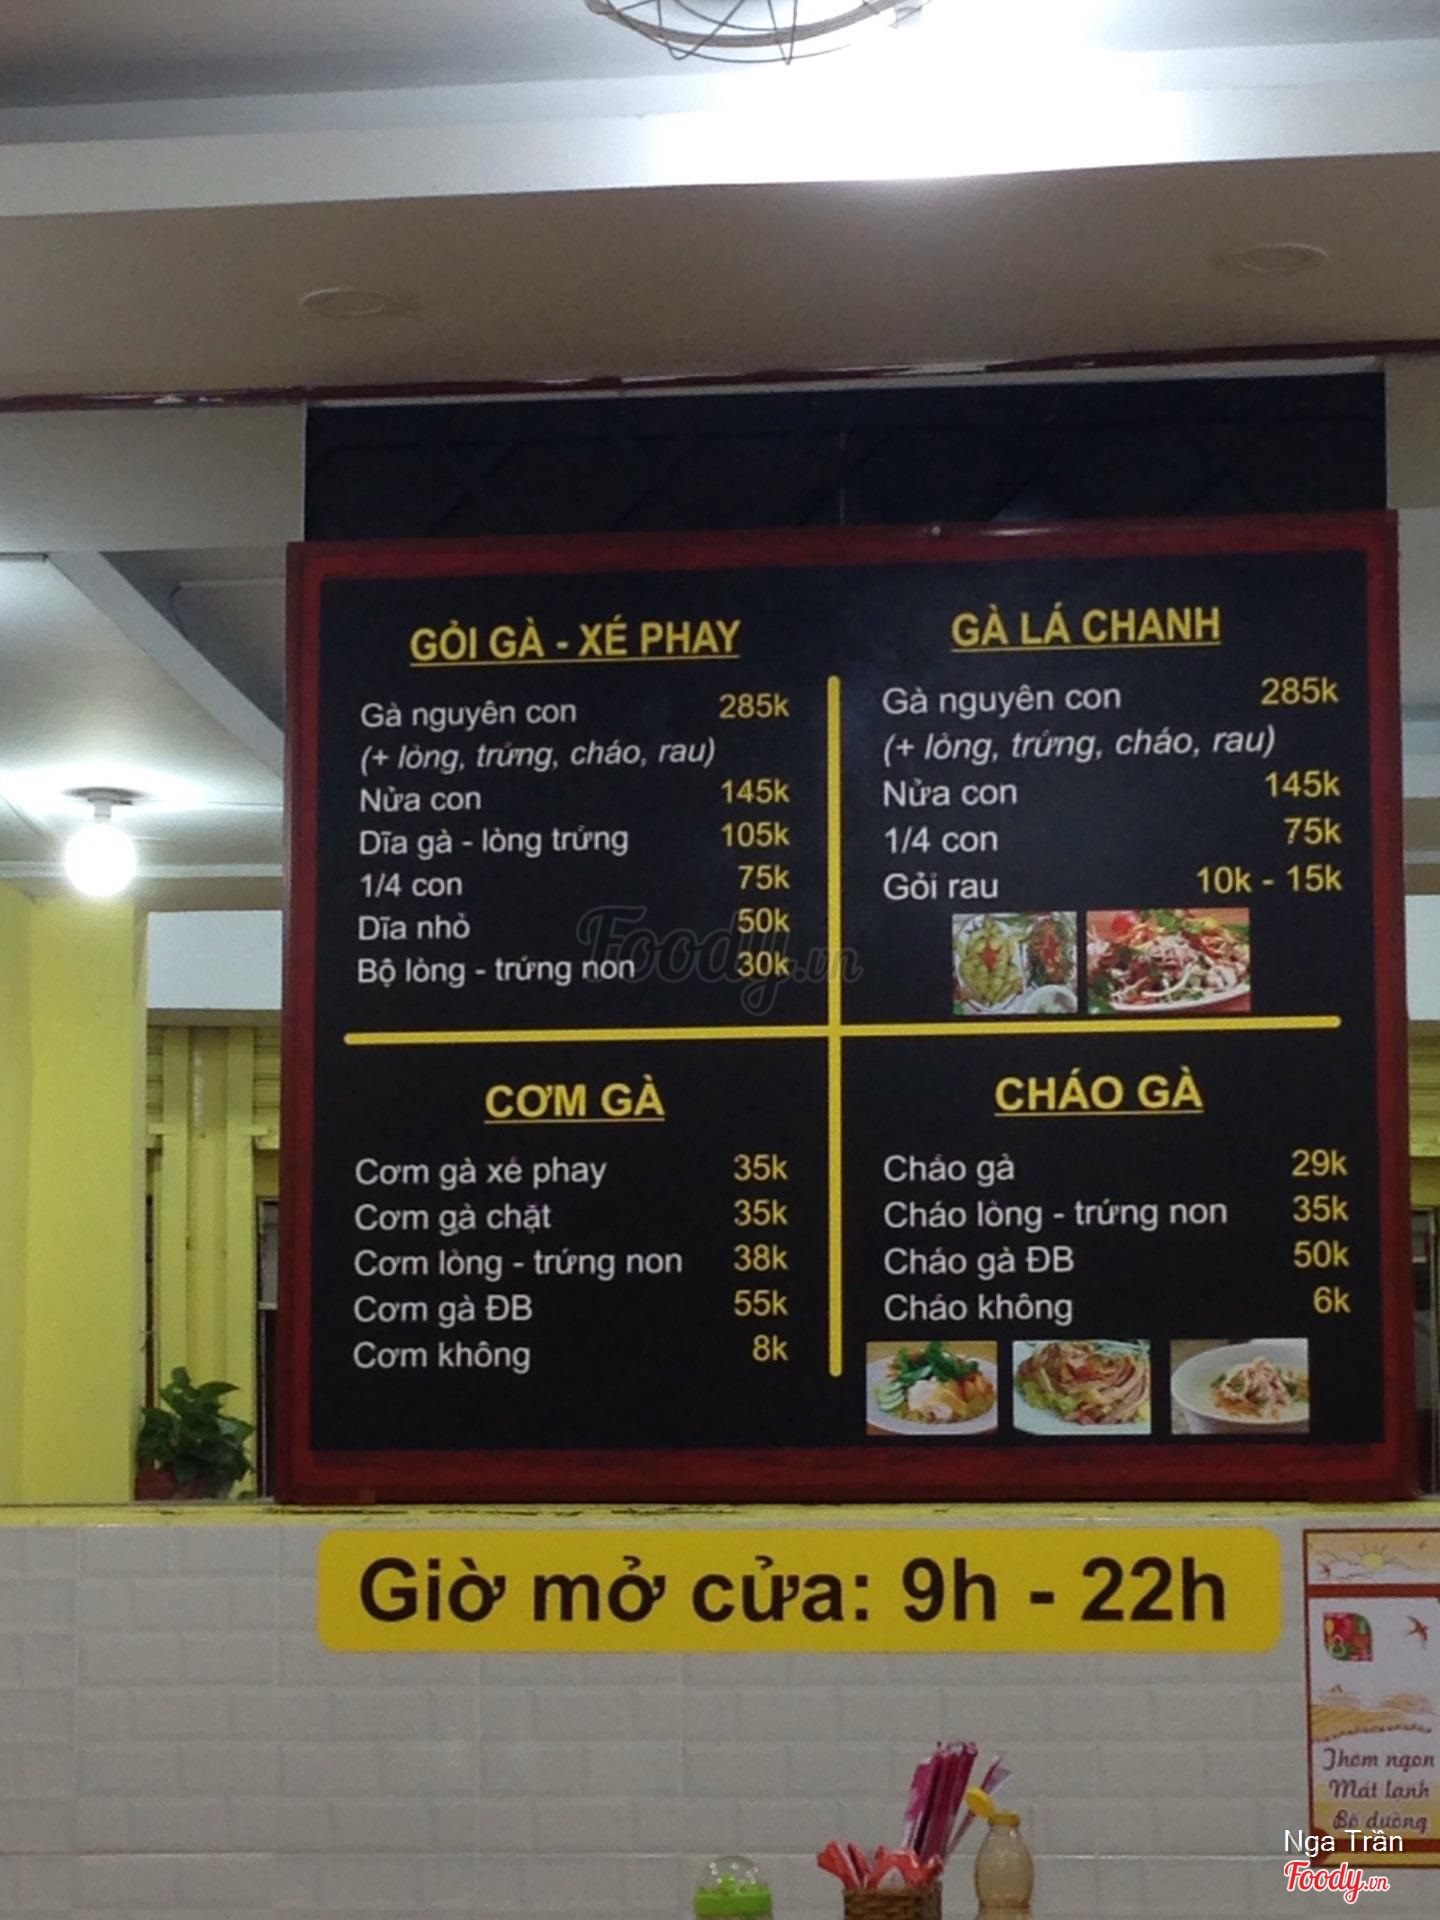 GỎI GÀ - XÉ PHAY
Gà nguyên con 285k
(+ lòng, trứng, cháo, rau)
Nửa con 145k
Dĩa gà - lòng trứng 105k
1/4 con 75k
Dĩa nhỏ 50k
Bộ lòng - trứng non 30k
GÀ LÁ CHANH
Gà nguyên con 285k
(+ lòng, trứng, cháo, rau)
Nửa con 145k
1/4 con 75k
Gỏi rau 10k - 15k
CƠM GÀ
Cơm gà xé phay 35k
Cơm gà chặt 35k
Cơm lòng - trứng non 38k
Cơm gà ĐB 55k
Cơm không 8k
CHÁO GÀ
Cháo gà 29k
Cháo lòng - trứng non 35k
Cháo gà ĐB 50k
Cháo không 6k
Foody.vn
Giờ mở cửa: 9h - 22h
Thơm ngon
Mát lạnh
Bổ dưỡng
Nga Trần
Foody.vn